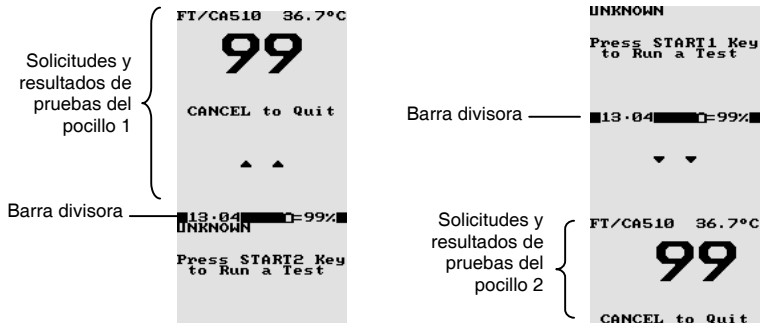 Solicitudes y
resultados de
pruebas del
pocillo 1
Barra divisora
FT/CA510 36.7°C
99
CANCEL to Quit
13·04 =99%
UNKNOWN
Press START2 Key
to Run a Test
UNKNOWN
Press START1 Key
to Run a Test
Barra divisora
13·04 =99%
Solicitudes y
resultados de
pruebas del
pocillo 2
FT/CA510 36.7°C
99
CANCEL to Quit